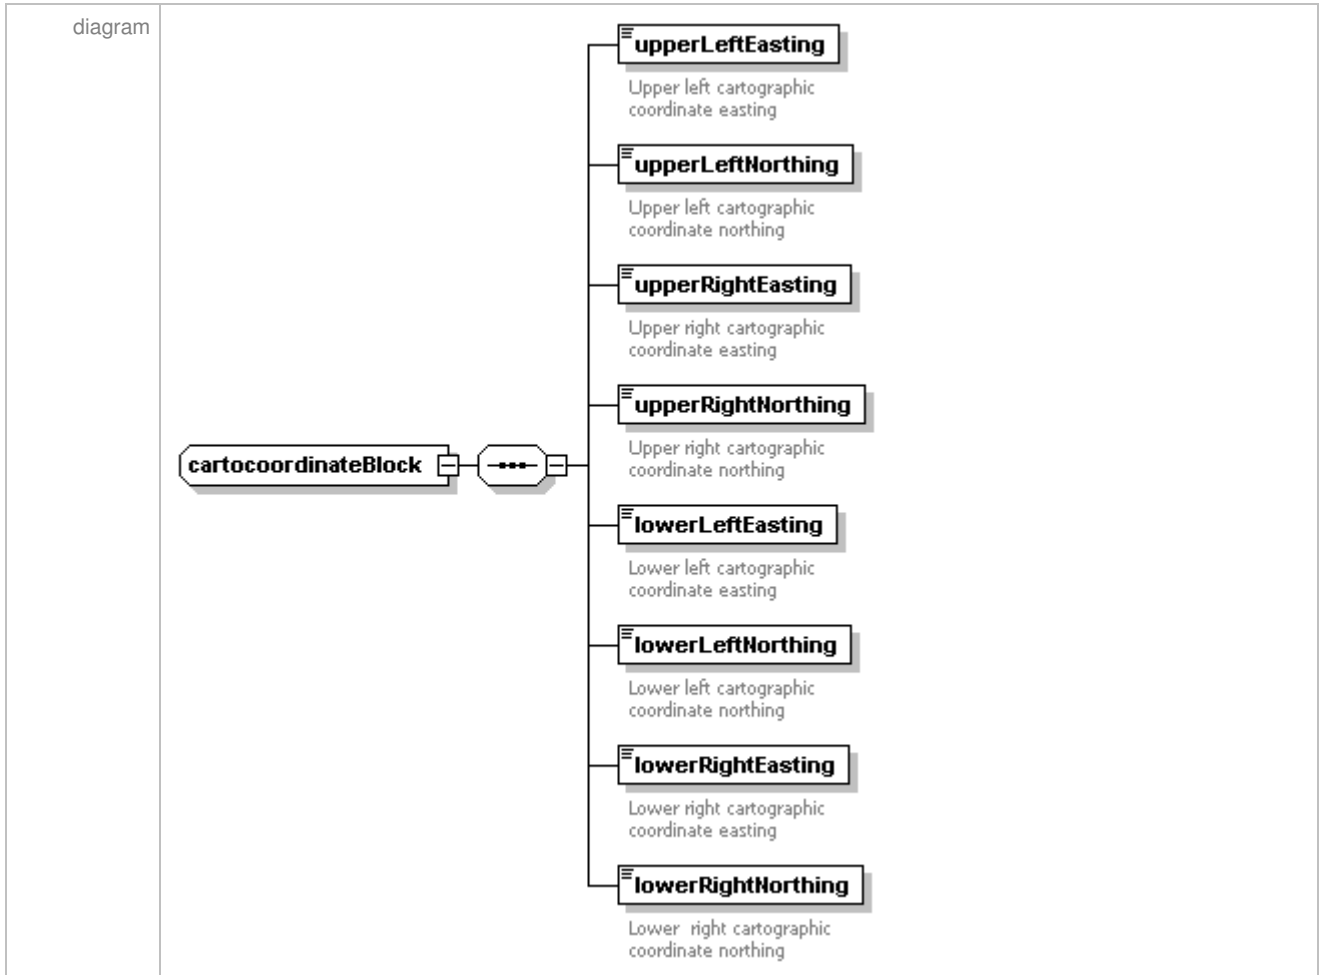 diagram
upperLeftEasting
Upper left cartographic
coordinate easting
upperLeftNorthing
Upper left cartographic
coordinate northing
upperRightEasting
Upper right cartographic
coordinate easting
upperRightNorthing
Upper right cartographic
coordinate northing
cartocoordinateBlock
lowerLeftEasting
Lower left cartographic
coordinate easting
lowerLeftNorthing
Lower left cartographic
coordinate northing
lowerRightEasting
Lower right cartographic
coordinate easting
lowerRightNorthing
Lower  right cartographic
coordinate northing